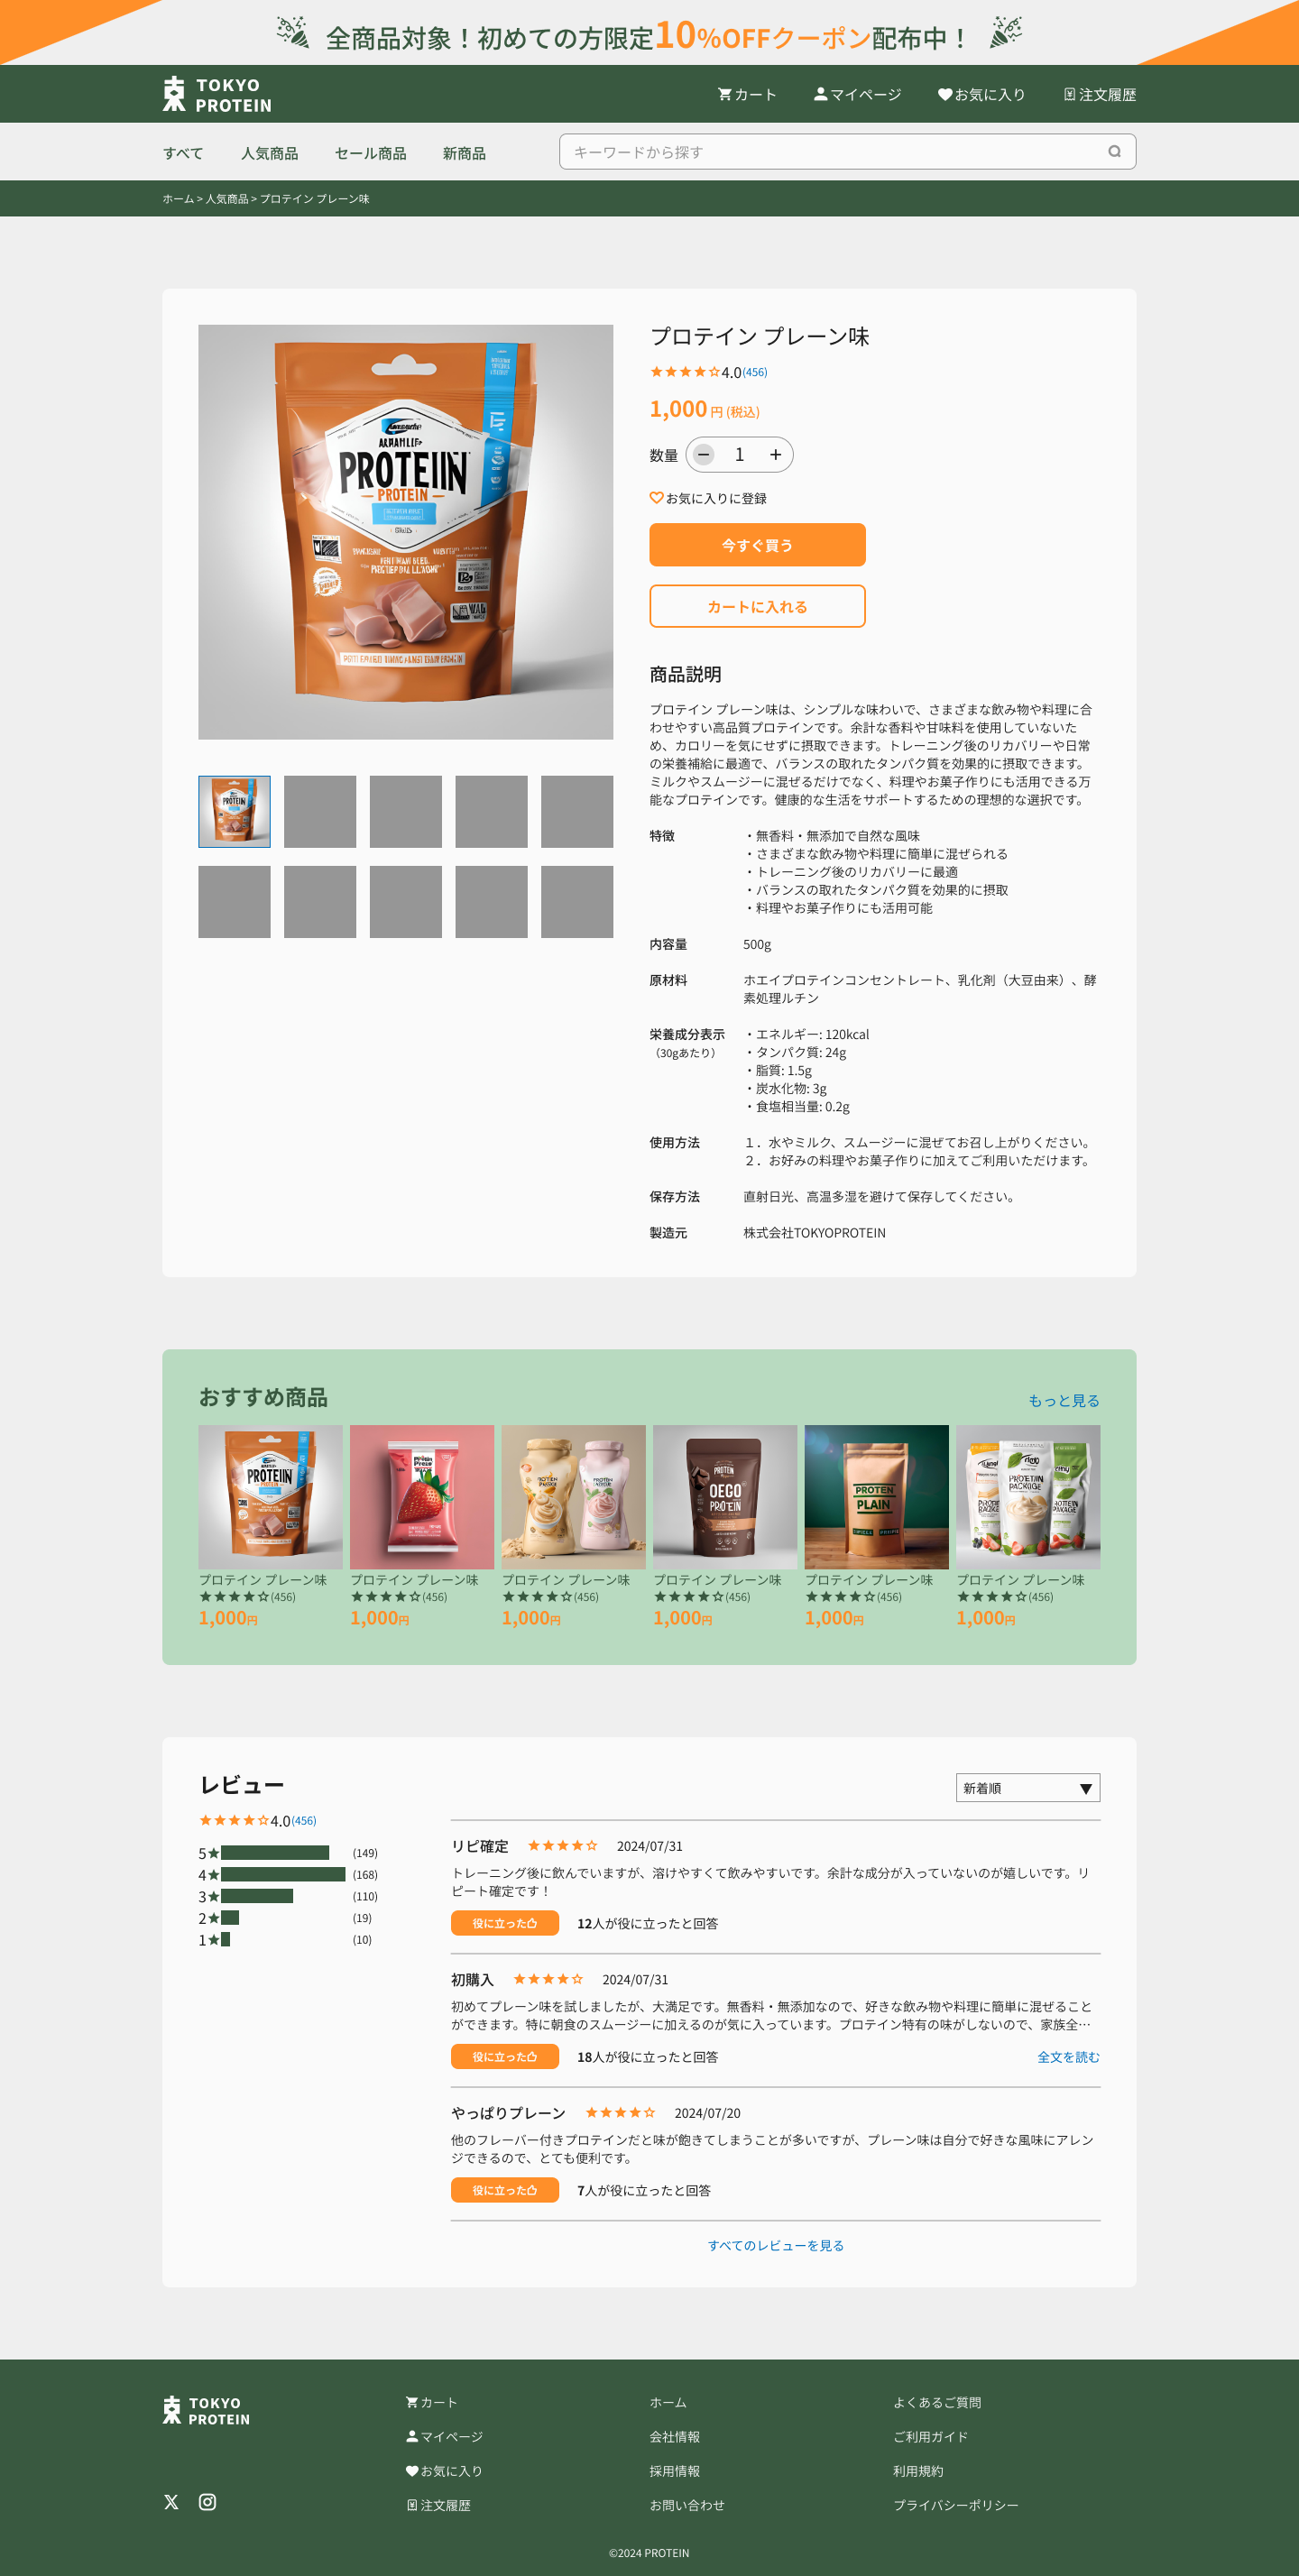 全商品対象！初めての方限定10%OFFクーポン配布中！
TOKYO
PROTEIN
カート
マイページ
お気に入り
注文履歴
すべて
人気商品
セール商品
新商品
キーワードから探す
ホーム > 人気商品 > プロテイン プレーン味
PROTEIIN
PROTEIN
プロテイン プレーン味
4.0(456)
1,000 円 (税込)
数量
1
お気に入りに登録
今すぐ買う
カートに入れる
商品説明
プロテイン プレーン味は、シンプルな味わいで、さまざまな飲み物や料理に合
わせやすい高品質プロテインです。余計な香料や甘味料を使用していないた
め、カロリーを気にせずに摂取できます。トレーニング後のリカバリーや日常
の栄養補給に最適で、バランスの取れたタンパク質を効果的に摂取できます。
ミルクやスムージーに混ぜるだけでなく、料理やお菓子作りにも活用できる万
能なプロテインです。健康的な生活をサポートするための理想的な選択です。
特徴
・無香料・無添加で自然な風味
・さまざまな飲み物や料理に簡単に混ぜられる
・トレーニング後のリカバリーに最適
・バランスの取れたタンパク質を効果的に摂取
・料理やお菓子作りにも活用可能
内容量
500g
原材料
ホエイプロテインコンセントレート、乳化剤（大豆由来）、酵
素処理ルチン
栄養成分表示
（30gあたり）
・エネルギー: 120kcal
・タンパク質: 24g
・脂質: 1.5g
・炭水化物: 3g
・食塩相当量: 0.2g
使用方法
１．水やミルク、スムージーに混ぜてお召し上がりください。
２．お好みの料理やお菓子作りに加えてご利用いただけます。
保存方法
直射日光、高温多湿を避けて保存してください。
製造元
株式会社TOKYOPROTEIN
おすすめ商品
もっと見る
PROTEIIN
PROTEIN
OEGO
PROTEIN
PROTEN
PLAIN
プロテイン プレーン味
(456)
1,000円
プロテイン プレーン味
(456)
1,000円
プロテイン プレーン味
(456)
1,000円
プロテイン プレーン味
(456)
1,000円
プロテイン プレーン味
(456)
1,000円
プロテイン プレーン味
(456)
1,000円
レビュー
新着順
4.0(456)
5★ (149)
4★ (168)
3★ (110)
2★ (19)
1★ (10)
リピ確定
2024/07/31
トレーニング後に飲んでいますが、溶けやすくて飲みやすいです。余計な成分が入っていないのが嬉しいです。リ
ピート確定です！
役に立った
12人が役に立ったと回答
初購入
2024/07/31
初めてプレーン味を試しましたが、大満足です。無香料・無添加なので、好きな飲み物や料理に簡単に混ぜること
ができます。特に朝食のスムージーに加えるのが気に入っています。プロテイン特有の味がしないので、家族全…
役に立った
18人が役に立ったと回答
全文を読む
やっぱりプレーン
2024/07/20
他のフレーバー付きプロテインだと味が飽きてしまうことが多いですが、プレーン味は自分で好きな風味にアレン
ジできるので、とても便利です。
役に立った
7人が役に立ったと回答
すべてのレビューを見る
TOKYO
PROTEIN
カート
マイページ
お気に入り
注文履歴
ホーム
会社情報
採用情報
お問い合わせ
よくあるご質問
ご利用ガイド
利用規約
プライバシーポリシー
©2024 PROTEIN